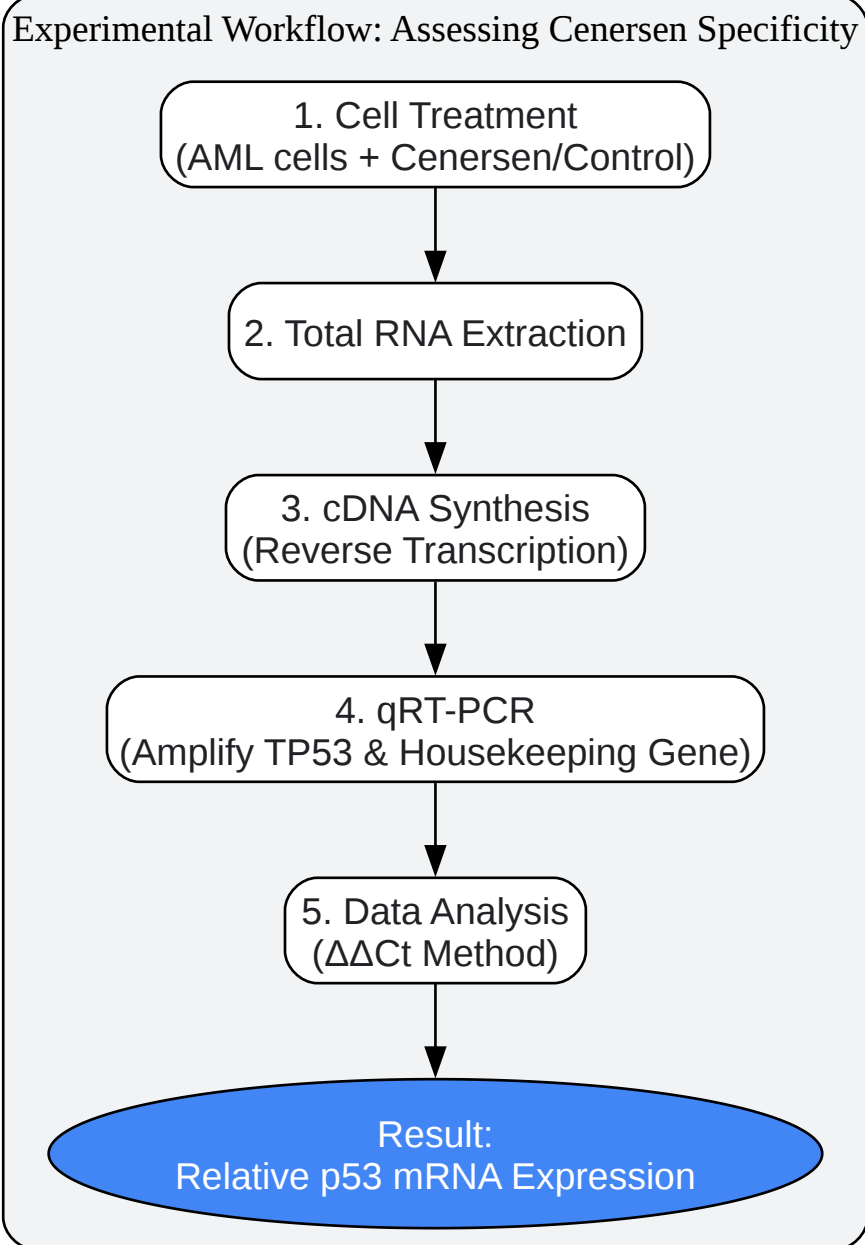 Experimental Workflow: Assessing Cenersen Specificity
1. Cell Treatment
(AML cells + Cenersen/Control)
2. Total RNA Extraction
3. cDNA Synthesis
(Reverse Transcription)
4. qRT-PCR
(Amplify TP53 & Housekeeping Gene)
5. Data Analysis
(ΔΔCt Method)
Result:
Relative p53 mRNA Expression